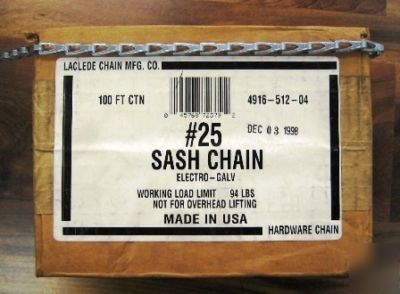 LACLEDE CHAIN MFG. CO.
100 FT CTN
4916-512-04
DEC 03 1998
#25
SASH CHAIN
ELECTRO-GALV
WORKING LOAD LIMIT 94 LBS
NOT FOR OVERHEAD LIFTING
MADE IN USA
HARDWARE CHAIN